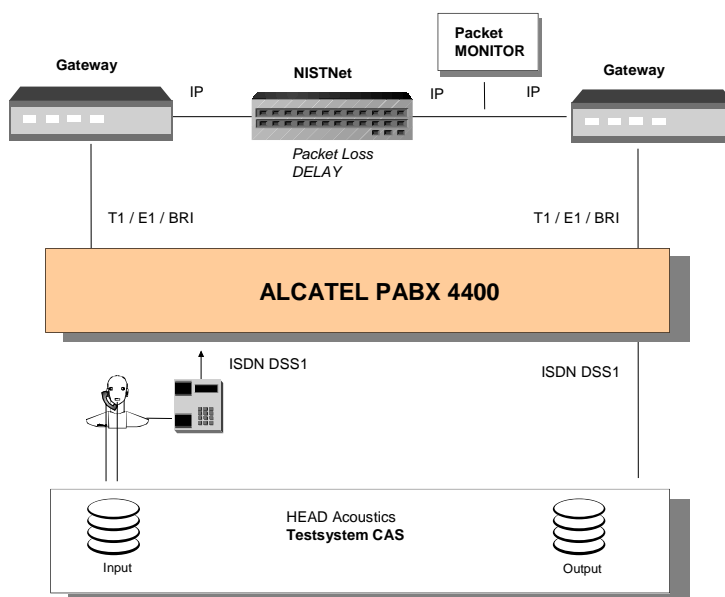 Packet
MONITOR
Gateway
NISTNet
Gateway
IP
IP
IP
Packet Loss
DELAY
T1 / E1 / BRI
T1 / E1 / BRI
ALCATEL PABX 4400
ISDN DSS1
ISDN DSS1
HEAD Acoustics
Testsystem CAS
Input
Output